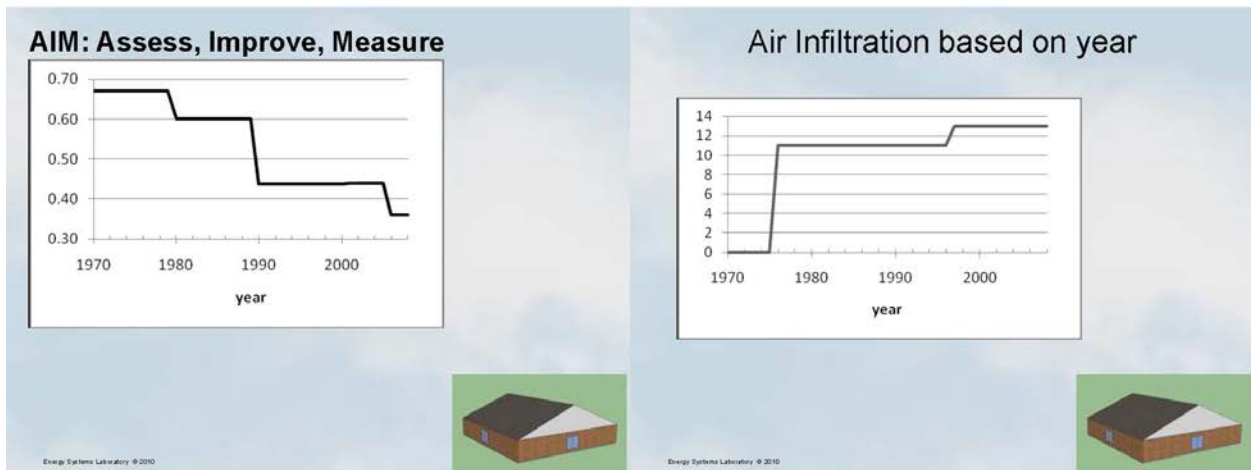 AIM: Assess, Improve, Measure
0.70
0.60
0.50
0.40
0.30
1970 1980 1990 2000
year
Energy Systems Laboratory © 2010
Air Infiltration based on year
14
12
10
8
6
4
2
0
1970 1980 1990 2000
year
Energy Systems Laboratory © 2010